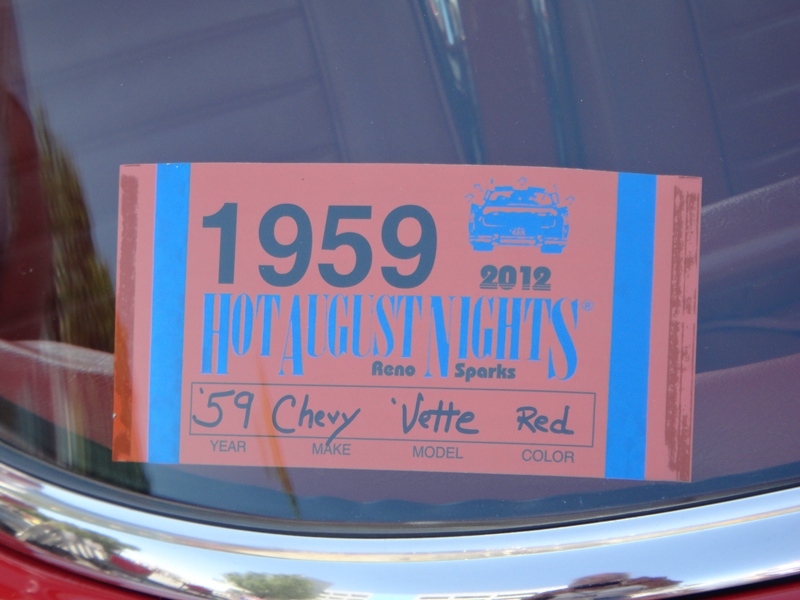 1959
2012
HOT AUGUST NIGHTS®
Reno Sparks
'59 Chevy 'Vette Red
YEAR MAKE MODEL COLOR